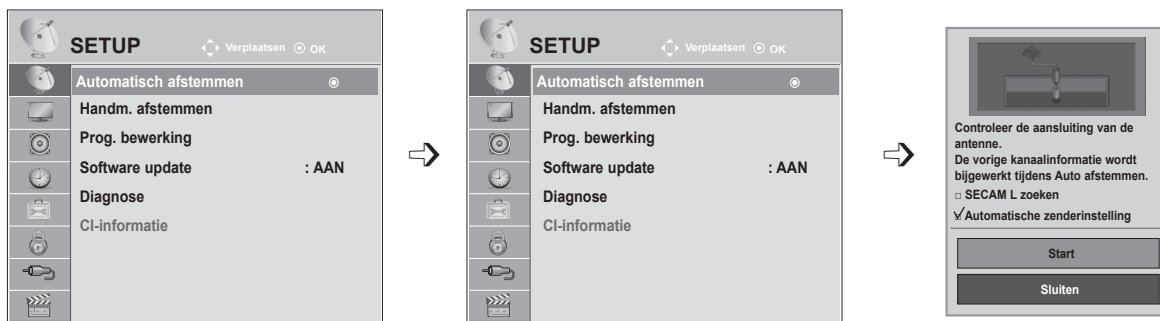 SETUP Verplaatsen OK
Automatisch afstemmen
Handm. afstemmen
Prog. bewerking
Software update : AAN
Diagnose
CI-informatie
SETUP Verplaatsen OK
Automatisch afstemmen
Handm. afstemmen
Prog. bewerking
Software update : AAN
Diagnose
CI-informatie
Controleer de aansluiting van de
antenne.
De vorige kanaalinformatie wordt
bijgewerkt tijdens Auto afstemmen.
SECAM L zoeken
Automatische zenderinstelling
Start
Sluiten